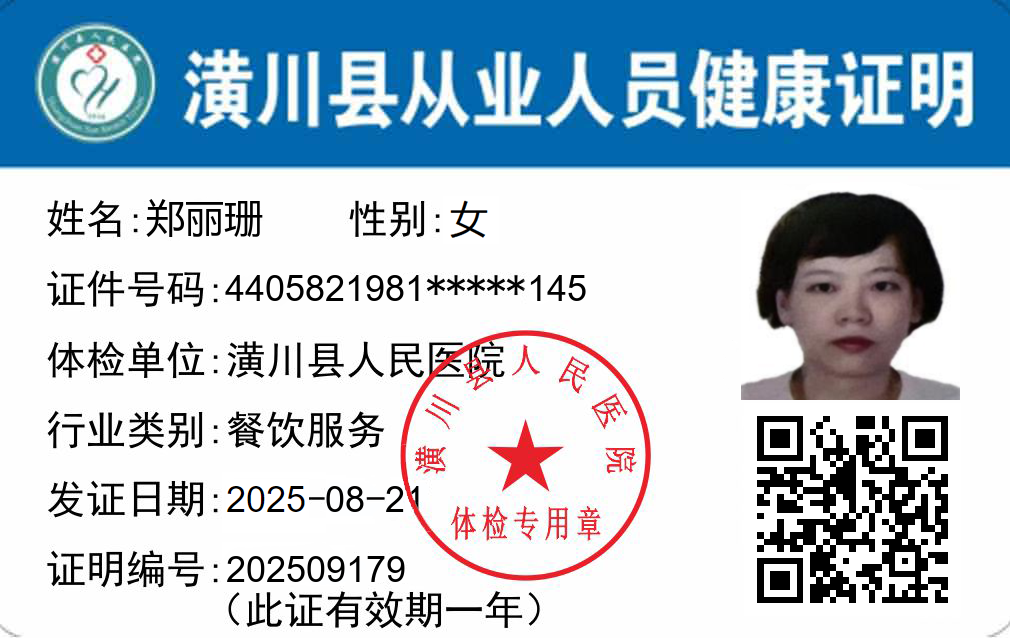 潢川县从业人员健康证明
姓名:郑丽珊 性别:女
证件号码:4405821981*****145
体检单位:潢川县人民医院
行业类别:餐饮服务
发证日期:2025-08-21
证明编号:202509179
(此证有效期一年)
潢川县人民医院
体检专用章